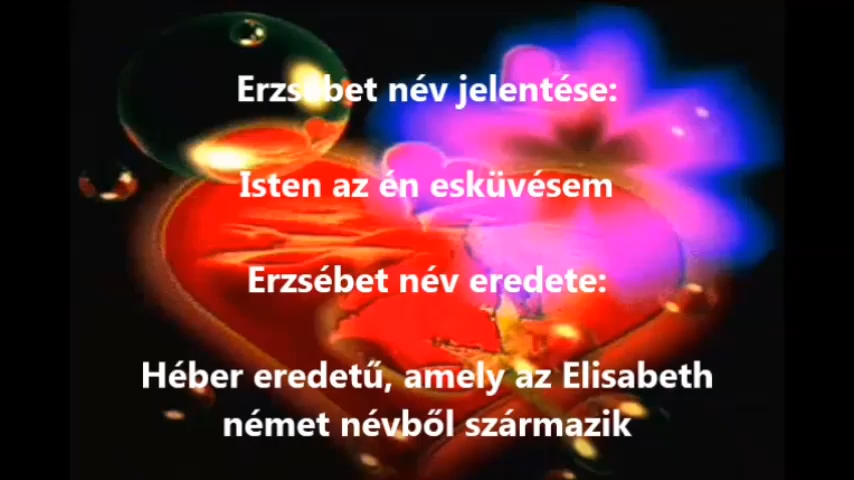 Erzsébet név jelentése:
Isten az én esküvésem
Erzsébet név eredete:
Héber eredetű, amely az Elisabeth
német névből származik